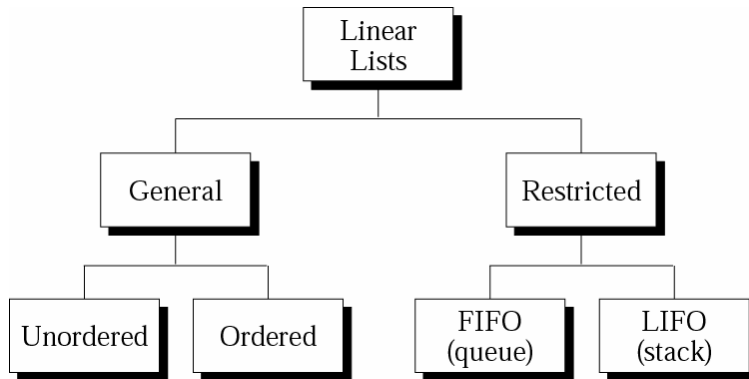 Linear
Lists
General
Restricted
Unordered
Ordered
FIFO
(queue)
LIFO
(stack)